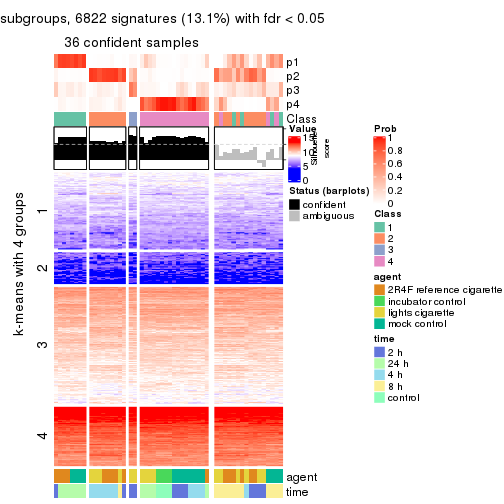 subgroups, 6822 signatures (13.1%) with fdr < 0.05
36 confident samples
p1
p2
p3
p4
Class
Silhouette
score
k-means with 4 groups
1
2
3
4
agent
time
Value
15
10
5
0
Status (barplots)
confident
ambiguous
Prob
1
0.8
0.6
0.4
0.2
0
Class
1
2
3
4
agent
2R4F reference cigarette
incubator control
lights cigarette
mock control
time
2 h
24 h
4 h
8 h
control